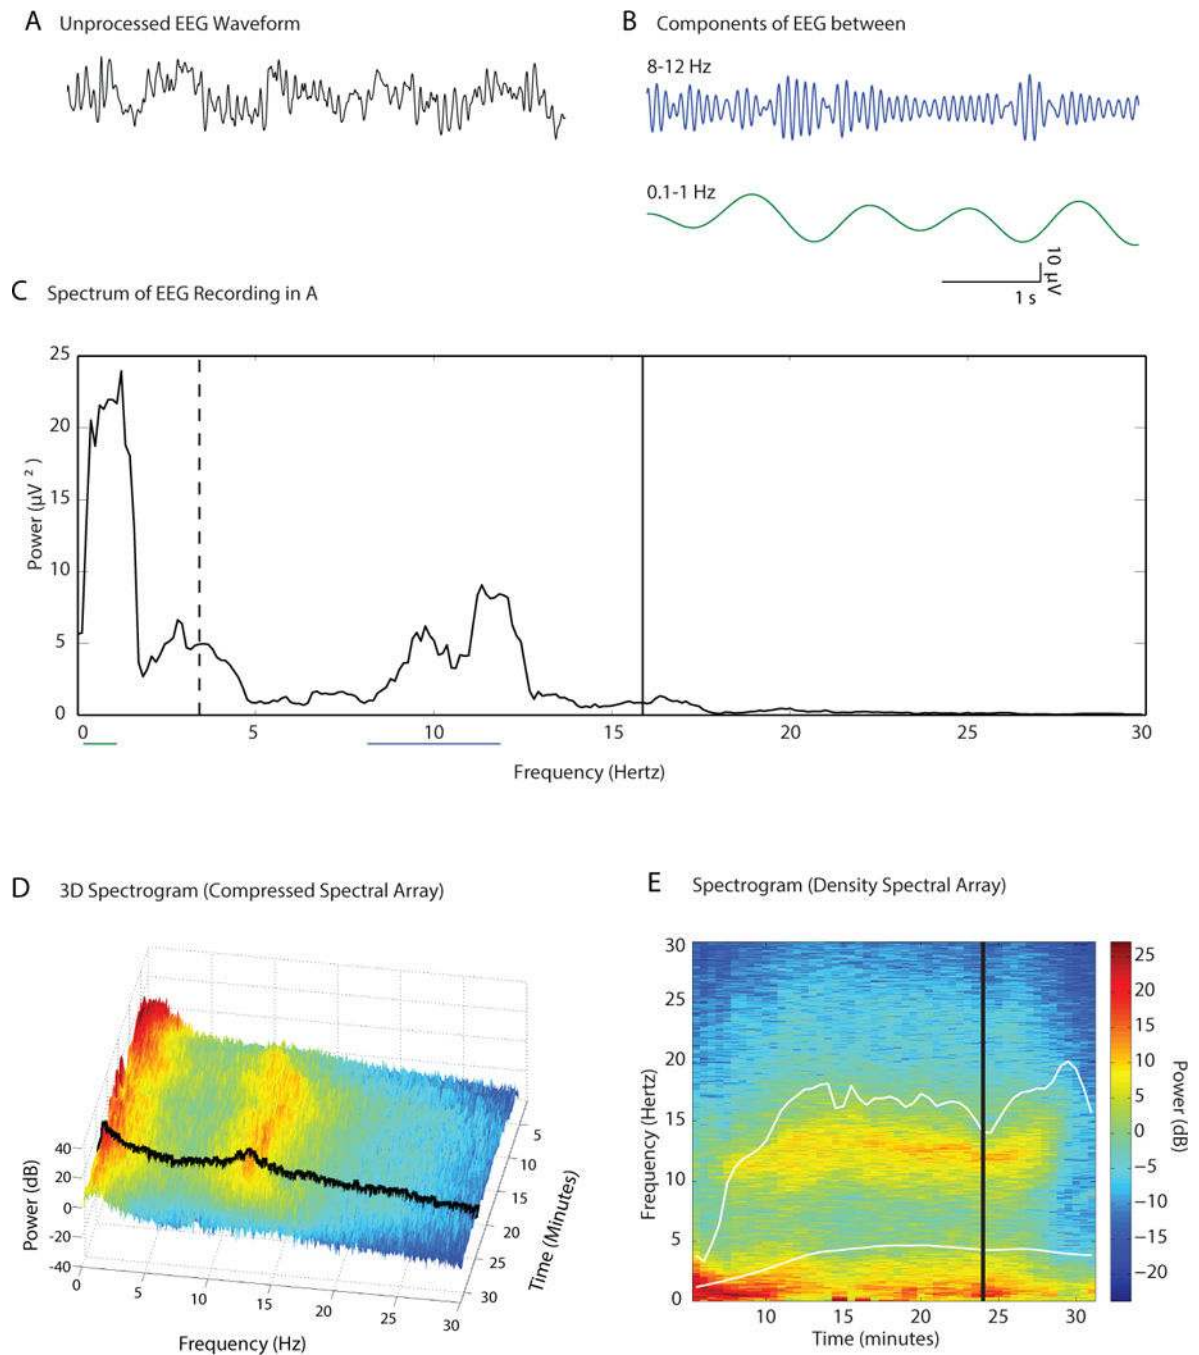 A Unprocessed EEG Waveform
B Components of EEG between
8-12 Hz
0.1-1 Hz
10 µV
1 s
C Spectrum of EEG Recording in A
25
20
15
10
5
0
Power (µV ²)
0 5 10 15 20 25 30
Frequency (Hertz)
D 3D Spectrogram (Compressed Spectral Array)
40
20
0
-20
-40
Power (dB)
0 5 10 15 20 25 30
Frequency (Hz)
5
10
15
20
25
30
Time (Minutes)
E Spectrogram (Density Spectral Array)
30
25
20
15
10
5
0
Frequency (Hertz)
10 15 20 25 30
Time (minutes)
25
20
15
10
5
0
−5
−10
−15
−20
Power (dB)